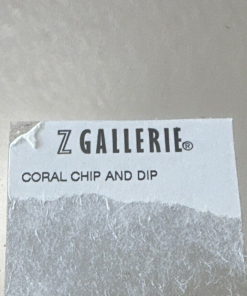 Z GALLERIE®
CORAL CHIP AND DIP